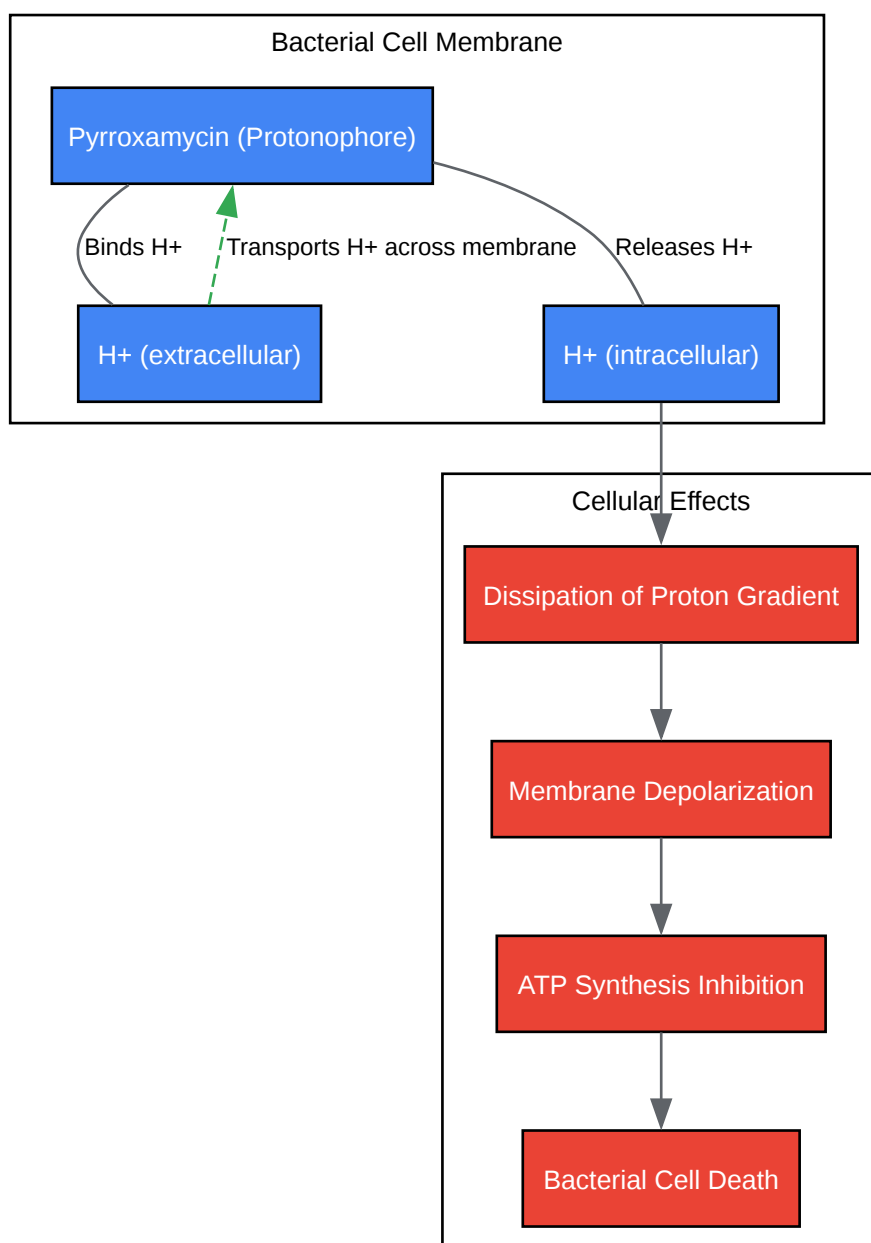 Bacterial Cell Membrane
Pyrroxamycin (Protonophore)
Binds H+
Transports H+ across membrane
Releases H+
H+ (extracellular)
H+ (intracellular)
Cellular Effects
Dissipation of Proton Gradient
Membrane Depolarization
ATP Synthesis Inhibition
Bacterial Cell Death